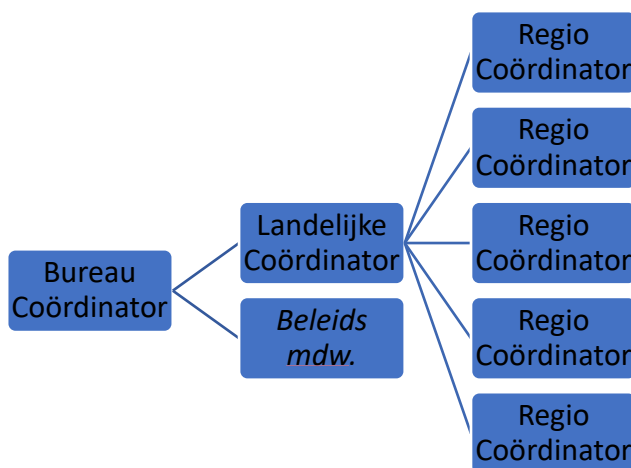 Bureau
Coördinator
Landelijke
Coördinator
Beleids
mdw.
Regio
Coördinator
Regio
Coördinator
Regio
Coördinator
Regio
Coördinator
Regio
Coördinator